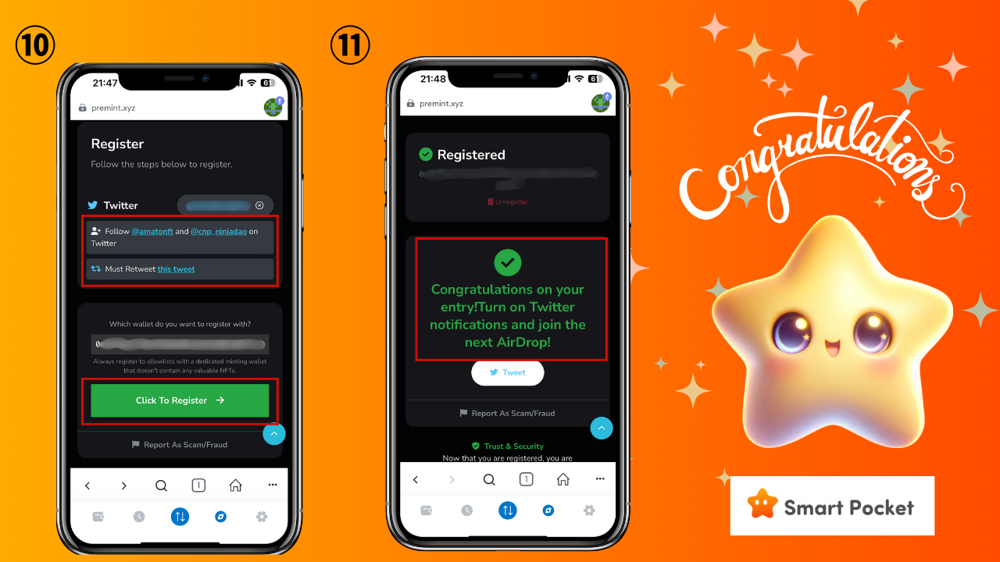 10
21:47
61
premint.xyz
Register
Follow the steps below to register.
Twitter
Follow @amatonft and @cnp_ninjadao on
Twitter
Must Retweet this tweet
Which wallet do you want to register with?
0
Always register to allowlists with a dedicated minting wallet
that doesn't contain any valuable NFTs.
Click To Register
Report As Scam/Fraud
1
11
21:48
61
premint.xyz
Registered
0
Unregister
Congratulations on your
entry!Turn on Twitter
notifications and join the
next AirDrop!
Tweet
Report As Scam/Fraud
Trust & Security
Now that you are registered, you are
1
Congratulations
Smart Pocket